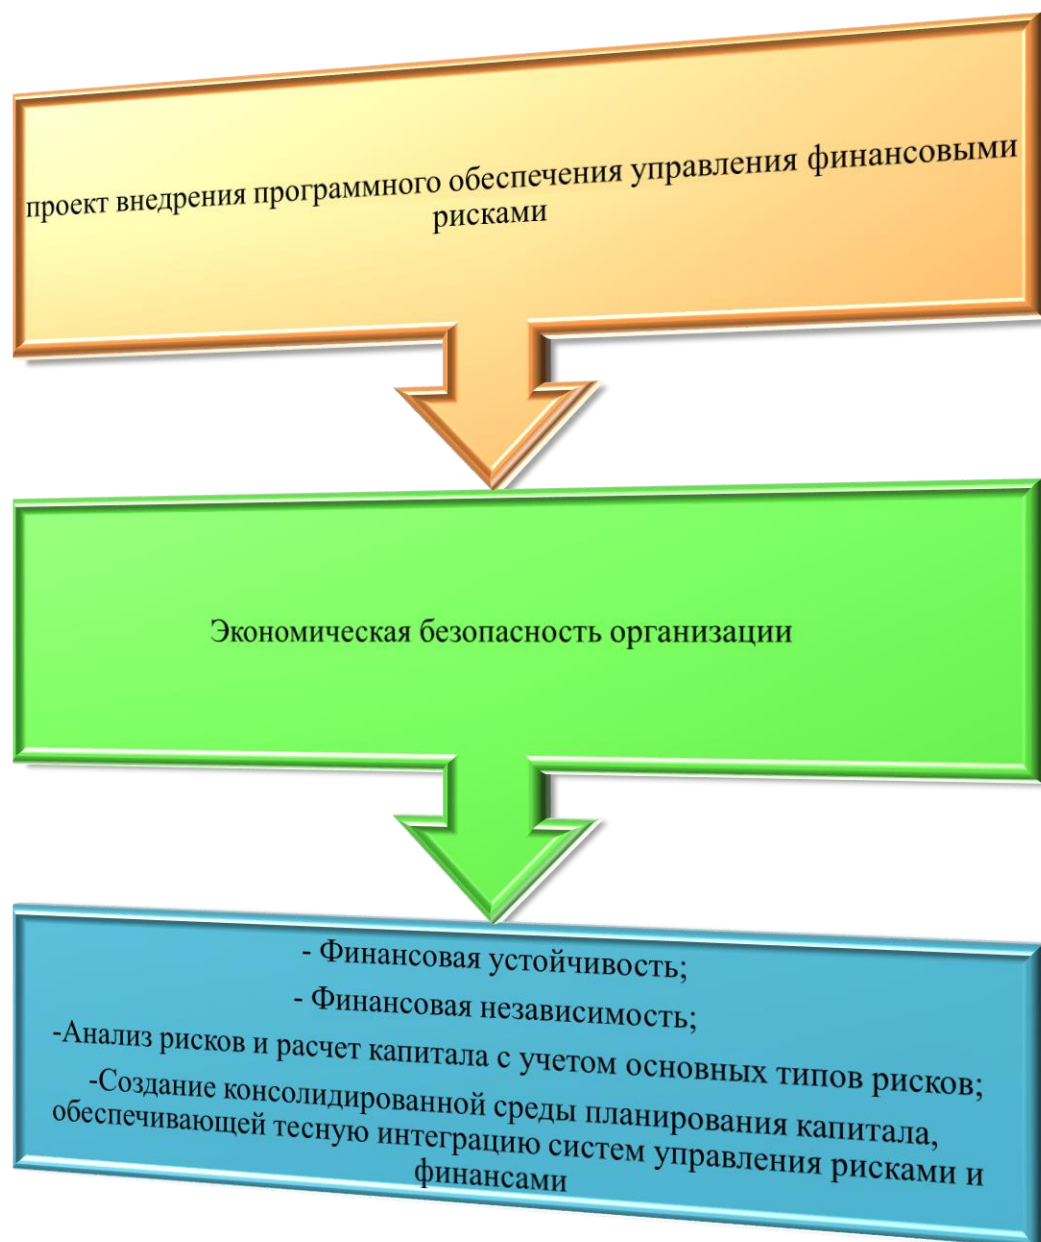 проект внедрения программного обеспечения управления финансовыми
рисками
Экономическая безопасность организации
- Финансовая устойчивость;
- Финансовая независимость;
-Анализ рисков и расчет капитала с учетом основных типов рисков;
-Создание консолидированной среды планирования капитала,
обеспечивающей тесную интеграцию систем управления рисками и
финансами